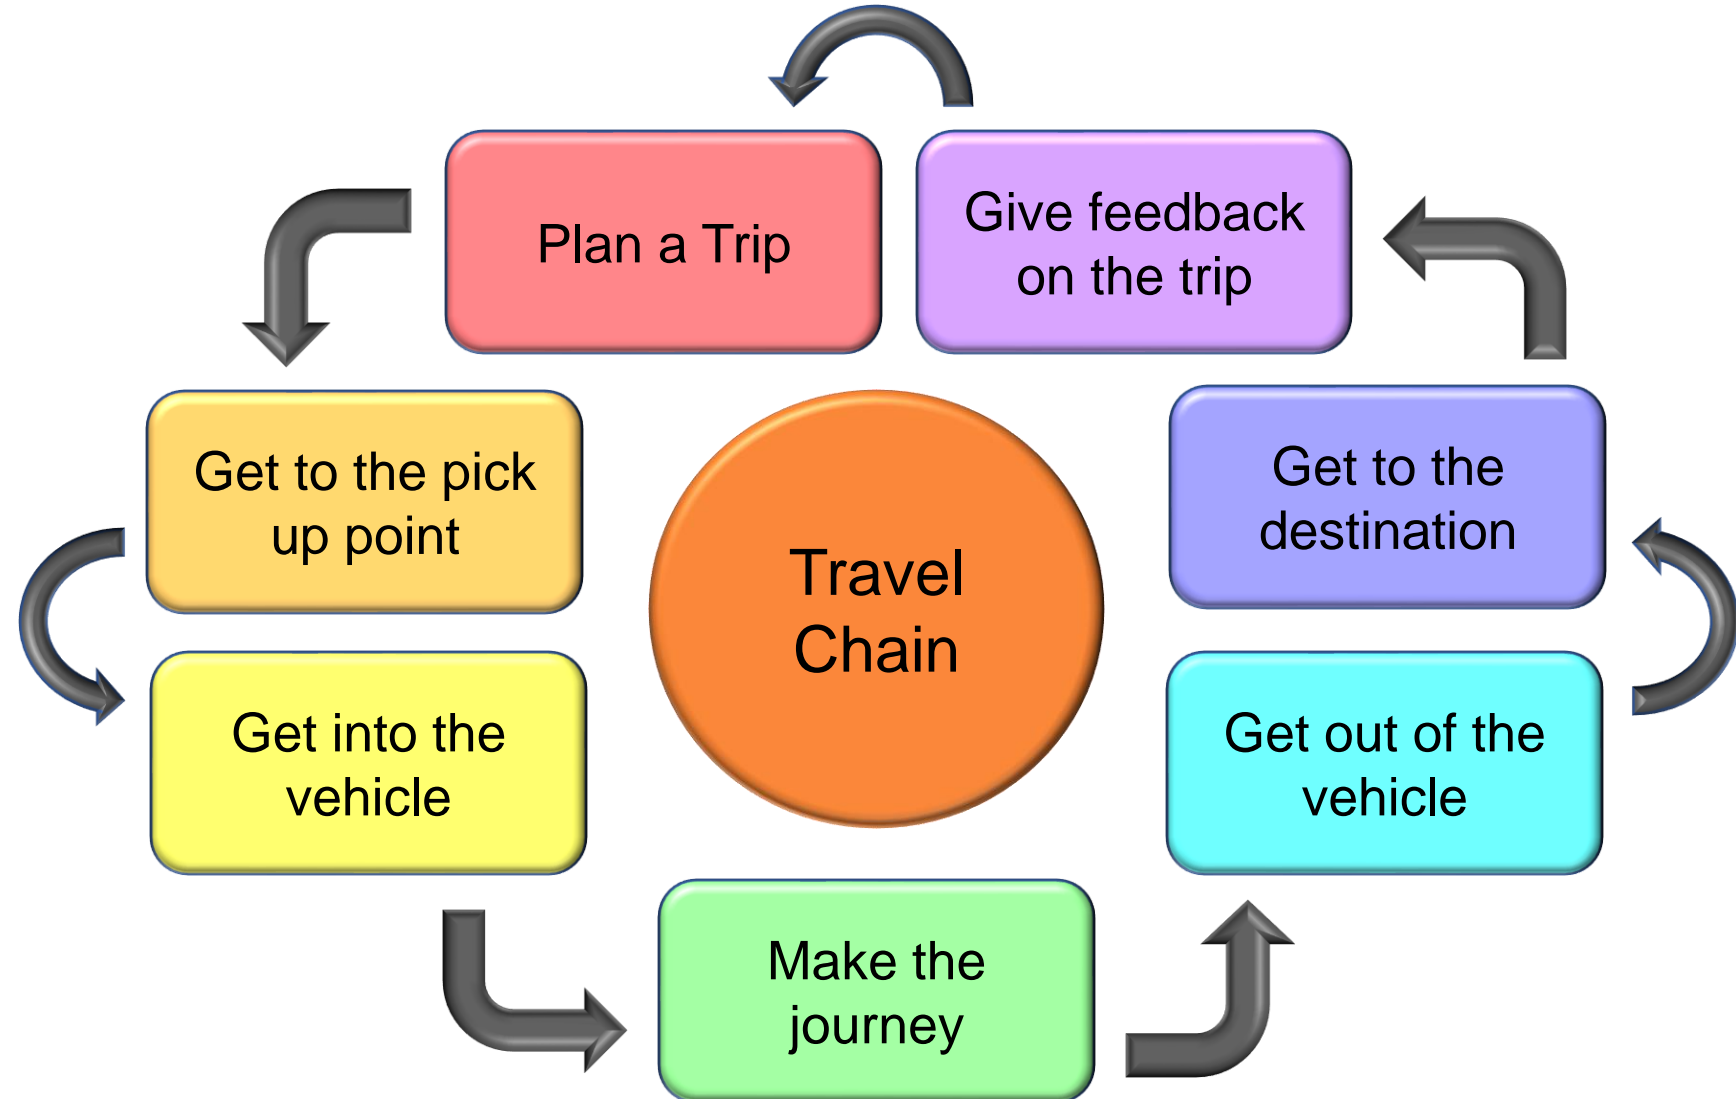 Plan a Trip
Give feedback
on the trip
Get to the pick
up point
Get to the
destination
Travel
Chain
Get into the
vehicle
Get out of the
vehicle
Make the
journey